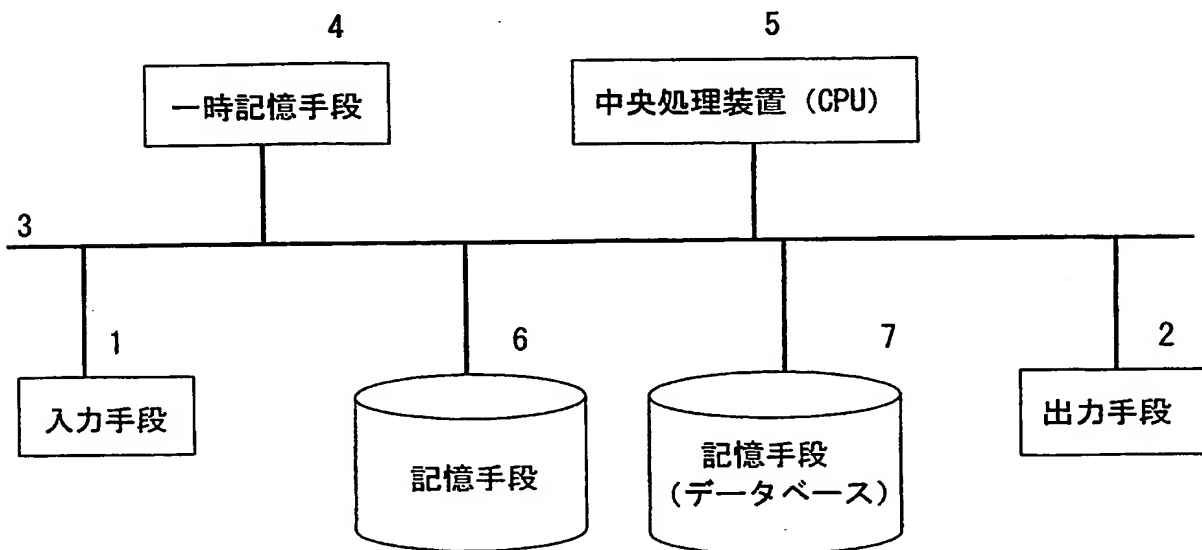 4
5
一時記憶手段
中央処理装置 (CPU)
3
1
6
7
2
入力手段
記憶手段
記憶手段
(データベース)
出力手段